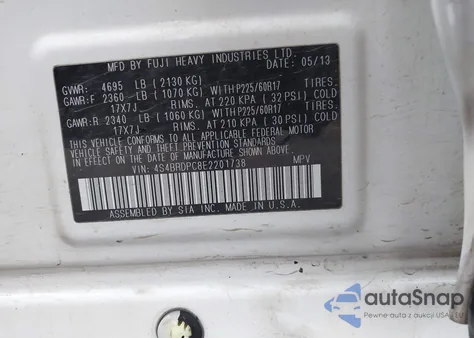 MFD. BY FUJI HEAVY INDUSTRIES LTD.
DATE: 05/13
GVWR: 4695 LB (2130 KG)
GAWR:F 2360 LB (1070 KG) WITH P225/60R17 TIRES.
17X7J RIMS. AT 220 KPA (32 PSI) COLD
GAWR:R 2340 LB (1060 KG) WITH P225/60R17 TIRES.
17X7J RIMS. AT 210 KPA (30 PSI) COLD
THIS VEHICLE CONFORMS TO ALL APPLICABLE FEDERAL MOTOR
VEHICLE SAFETY, BUMPER AND THEFT PREVENTION STANDARDS
IN EFFECT ON THE DATE OF MANUFACTURE SHOWN ABOVE.
VIN: 4S4BRDPC8E2201738 MPV
ASSEMBLED BY SIA INC. MADE IN U.S.A.
autoSnap
Pewne auta z aukcji USA i EU